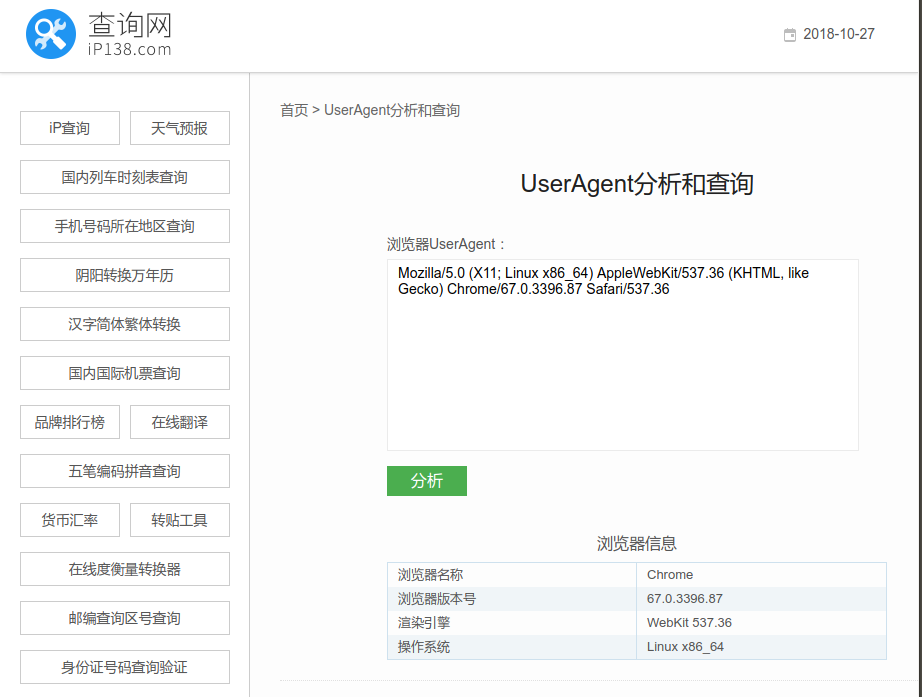 查询网
iP138.com
2018-10-27
iP查询
天气预报
国内列车时刻表查询
手机号码所在地区查询
阴阳转换万年历
汉字简体繁体转换
国内国际机票查询
品牌排行榜
在线翻译
五笔编码拼音查询
货币汇率
转贴工具
在线度衡量转换器
邮编查询区号查询
身份证号码查询验证
首页 > UserAgent分析和查询
UserAgent分析和查询
浏览器UserAgent：
Mozilla/5.0 (X11; Linux x86_64) AppleWebKit/537.36 (KHTML, like
Gecko) Chrome/67.0.3396.87 Safari/537.36
分析
浏览器信息
浏览器名称 Chrome
浏览器版本号 67.0.3396.87
渲染引擎 WebKit 537.36
操作系统 Linux x86_64